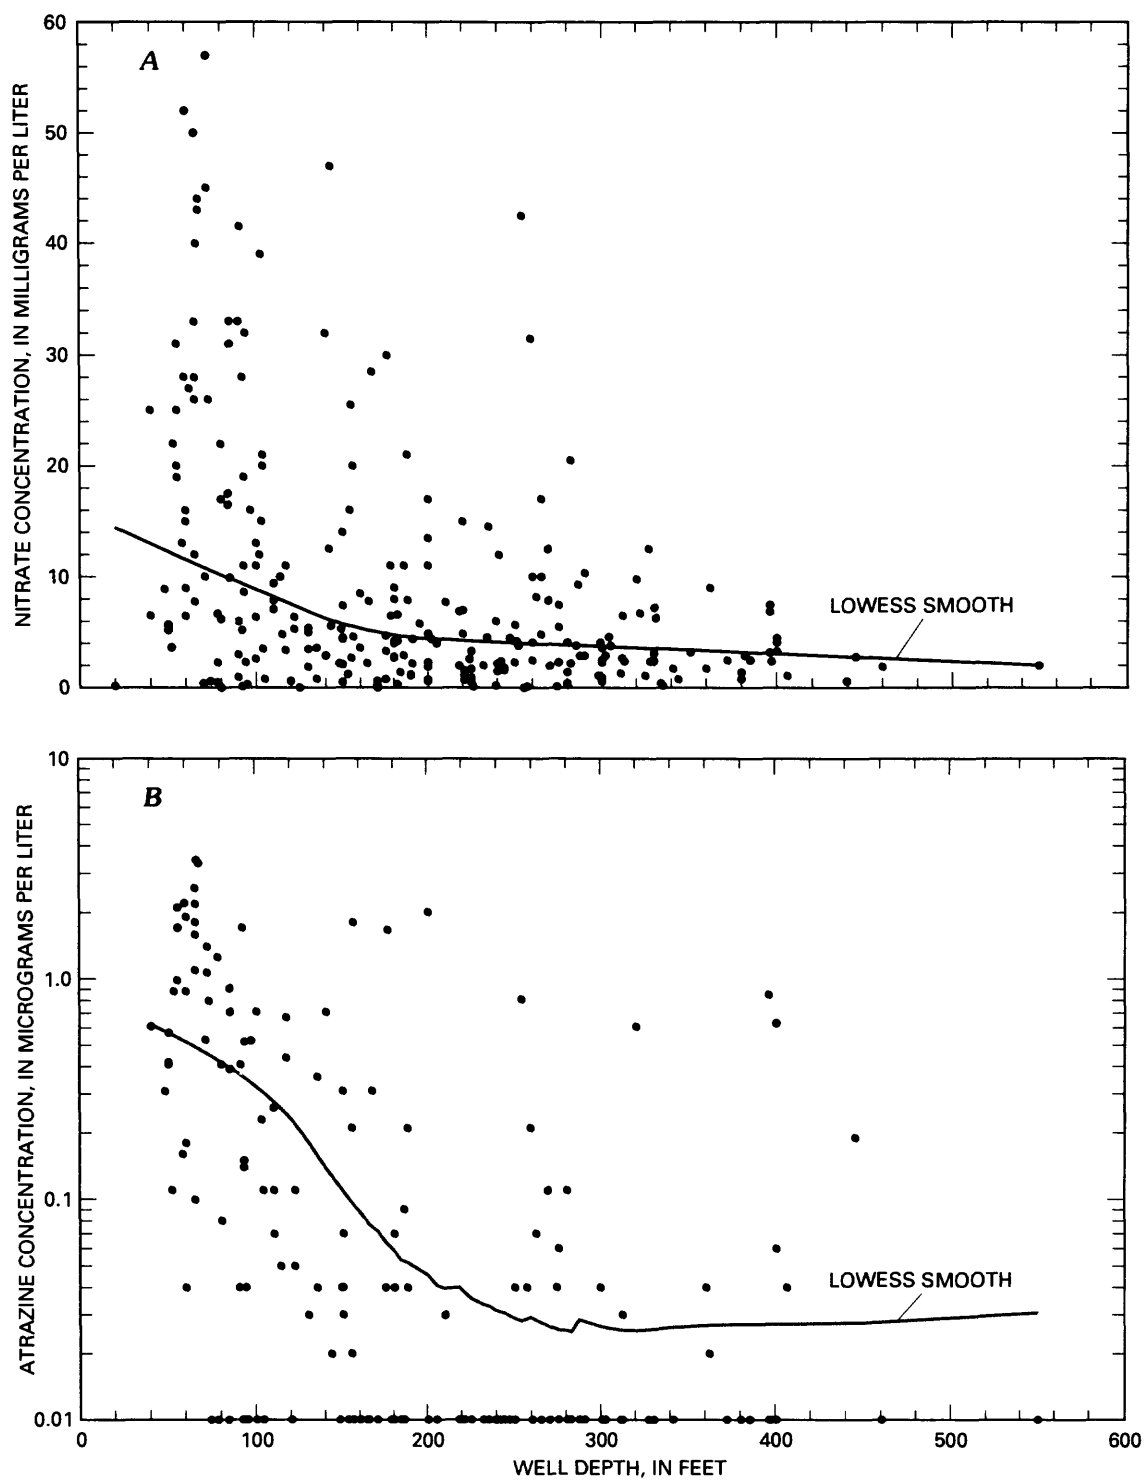 A
NITRATE CONCENTRATION, IN MILLIGRAMS PER LITER
60
50
40
30
20
10
0
LOWESS SMOOTH
B
ATRAZINE CONCENTRATION, IN MICROGRAMS PER LITER
10
1.0
0.1
0.01
LOWESS SMOOTH
0 100 200 300 400 500 600
WELL DEPTH, IN FEET